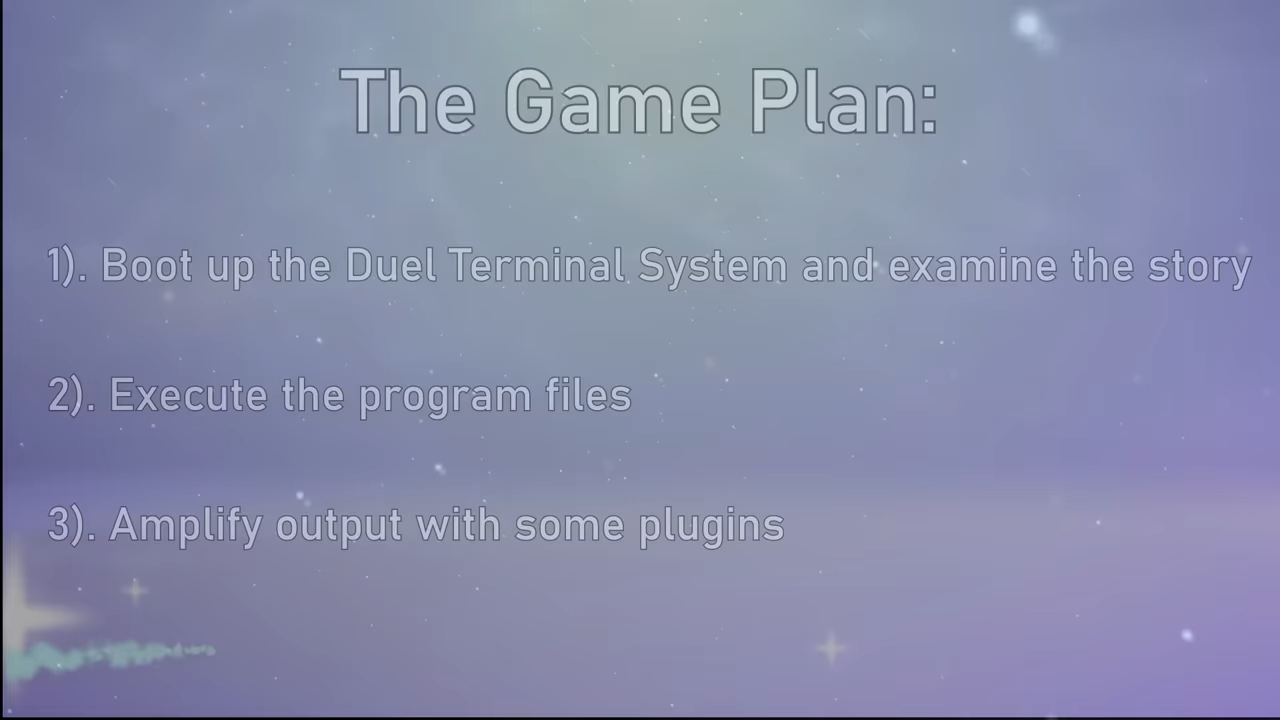 The Game Plan:
1). Boot up the Duel Terminal System and examine the story
2). Execute the program files
3). Amplify output with some plugins